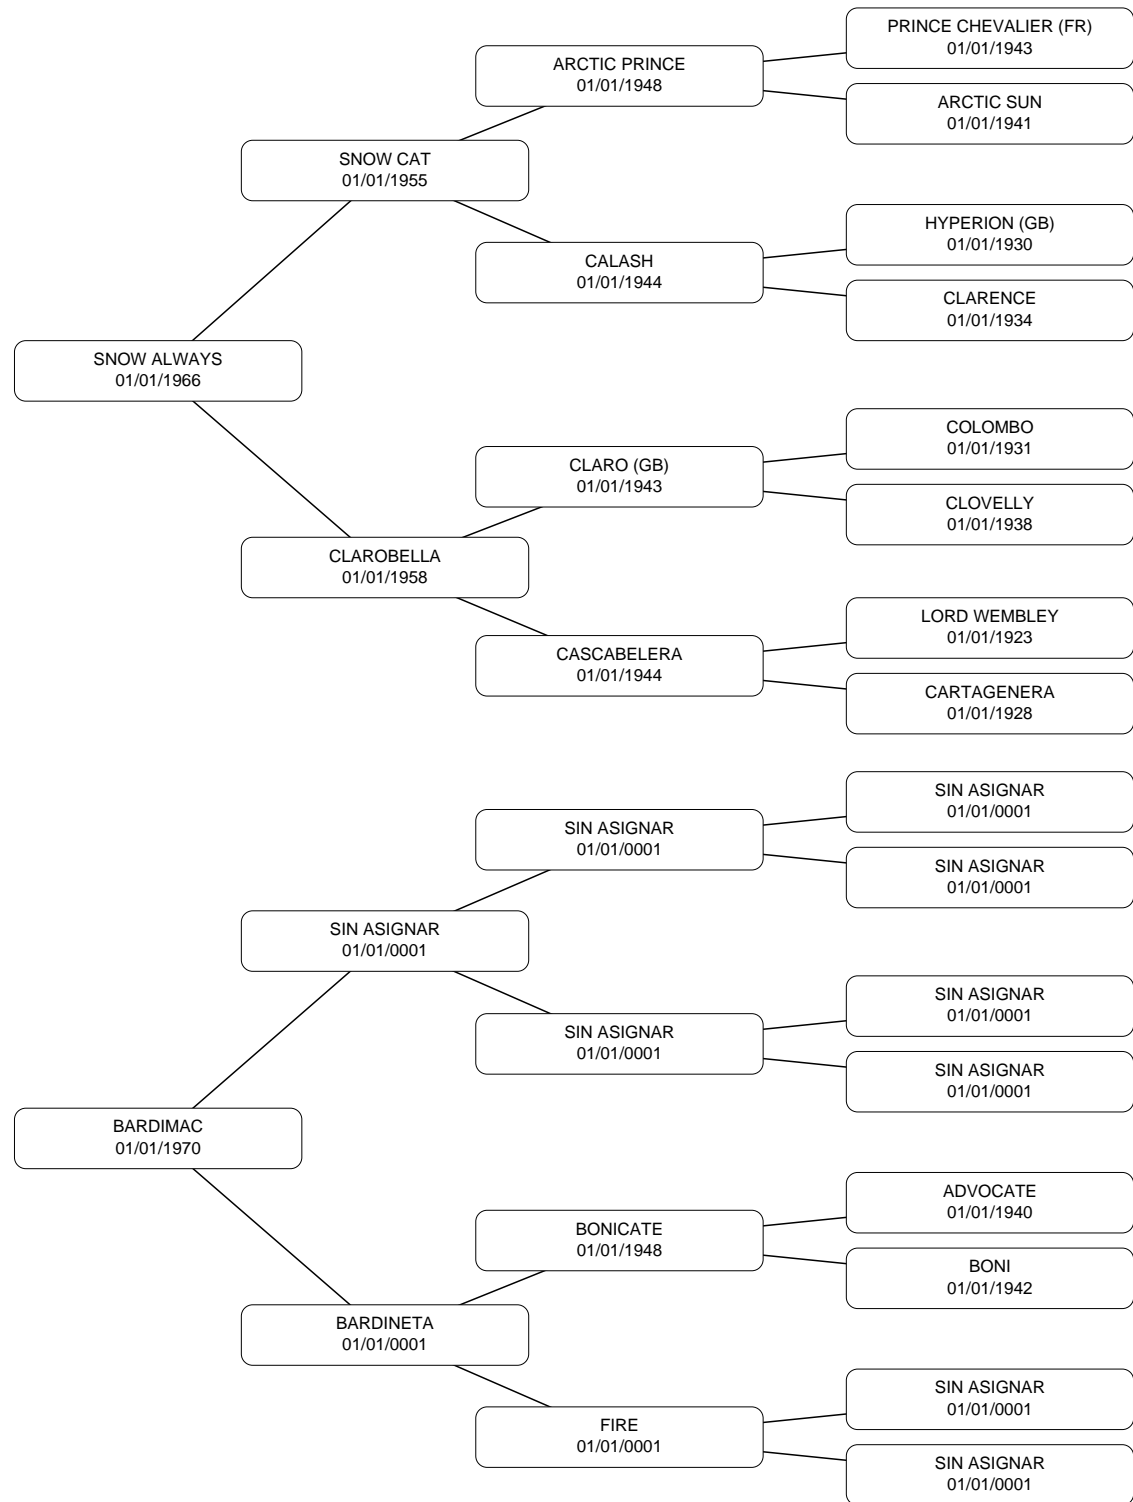 PRINCE CHEVALIER (FR)
01/01/1943
ARCTIC PRINCE
01/01/1948
ARCTIC SUN
01/01/1941
SNOW CAT
01/01/1955
HYPERION (GB)
01/01/1930
CALASH
01/01/1944
CLARENCE
01/01/1934
SNOW ALWAYS
01/01/1966
COLOMBO
01/01/1931
CLARO (GB)
01/01/1943
CLOVELLY
01/01/1938
CLAROBELLA
01/01/1958
LORD WEMBLEY
01/01/1923
CASCABELERA
01/01/1944
CARTAGENERA
01/01/1928
SIN ASIGNAR
01/01/0001
SIN ASIGNAR
01/01/0001
SIN ASIGNAR
01/01/0001
SIN ASIGNAR
01/01/0001
SIN ASIGNAR
01/01/0001
SIN ASIGNAR
01/01/0001
SIN ASIGNAR
01/01/0001
BARDIMAC
01/01/1970
ADVOCATE
01/01/1940
BONICATE
01/01/1948
BONI
01/01/1942
BARDINETA
01/01/0001
SIN ASIGNAR
01/01/0001
FIRE
01/01/0001
SIN ASIGNAR
01/01/0001